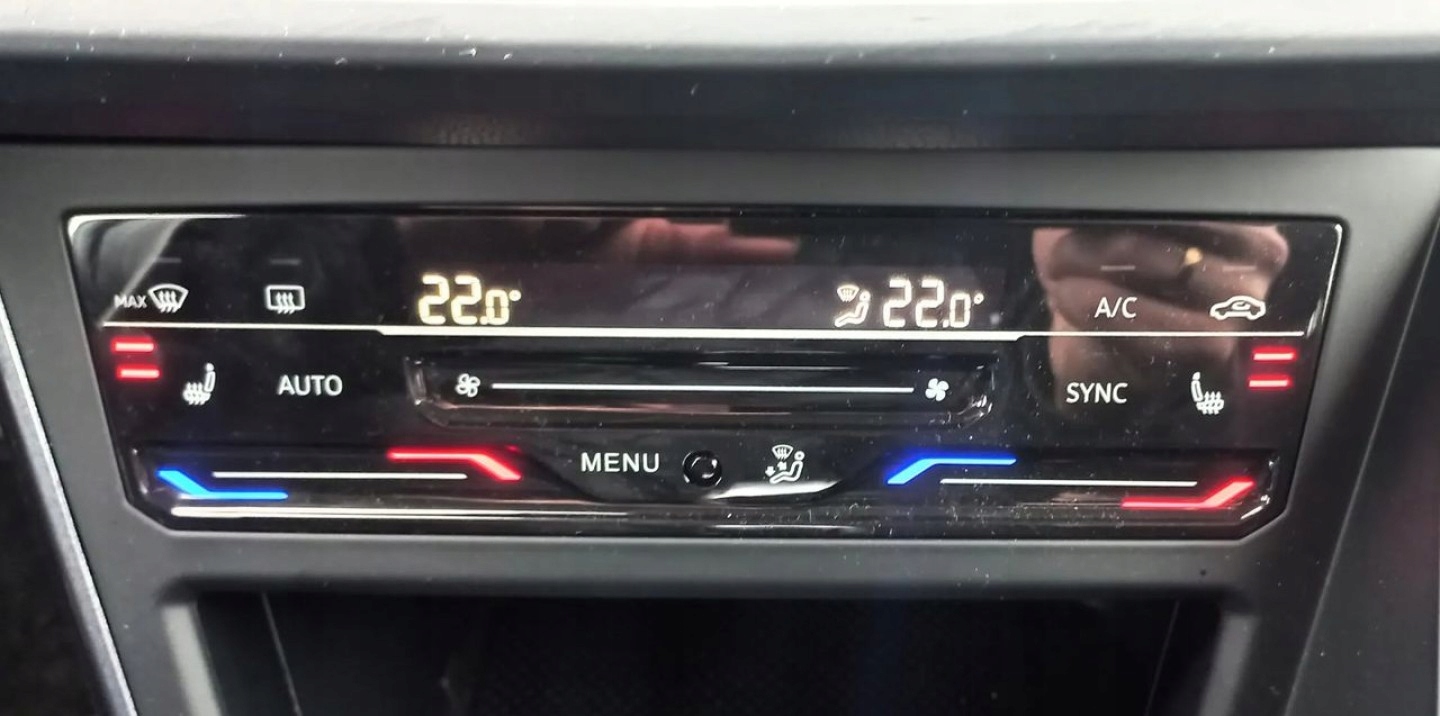 MAX 22.0° 22.0° A/C
AUTO SYNC
MENU